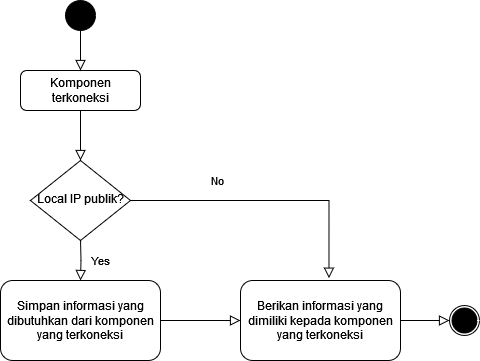 Komponen
terkoneksi
Local IP publik?
No
Yes
Simpan informasi yang
dibutuhkan dari komponen
yang terkoneksi
Berikan informasi yang
dimiliki kepada komponen
yang terkoneksi